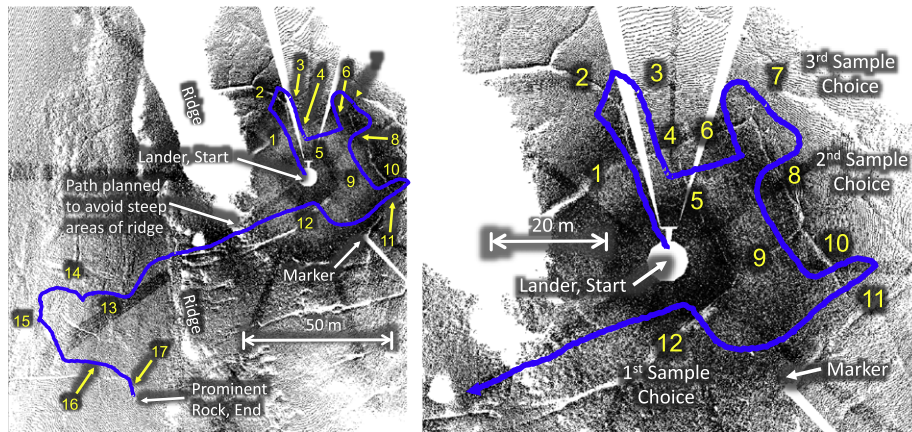 3
4
6
2
1
5
8
10
9
Ridge
Lander, Start
Path planned
to avoid steep
areas of ridge
12
11
Marker
14
13
15
Ridge
50 m
17
16
Prominent
Rock, End
2
3
7
3rd Sample
Choice
4
6
1
2nd Sample
Choice
8
5
20 m
9
10
Lander, Start
11
12
1st Sample
Choice
Marker